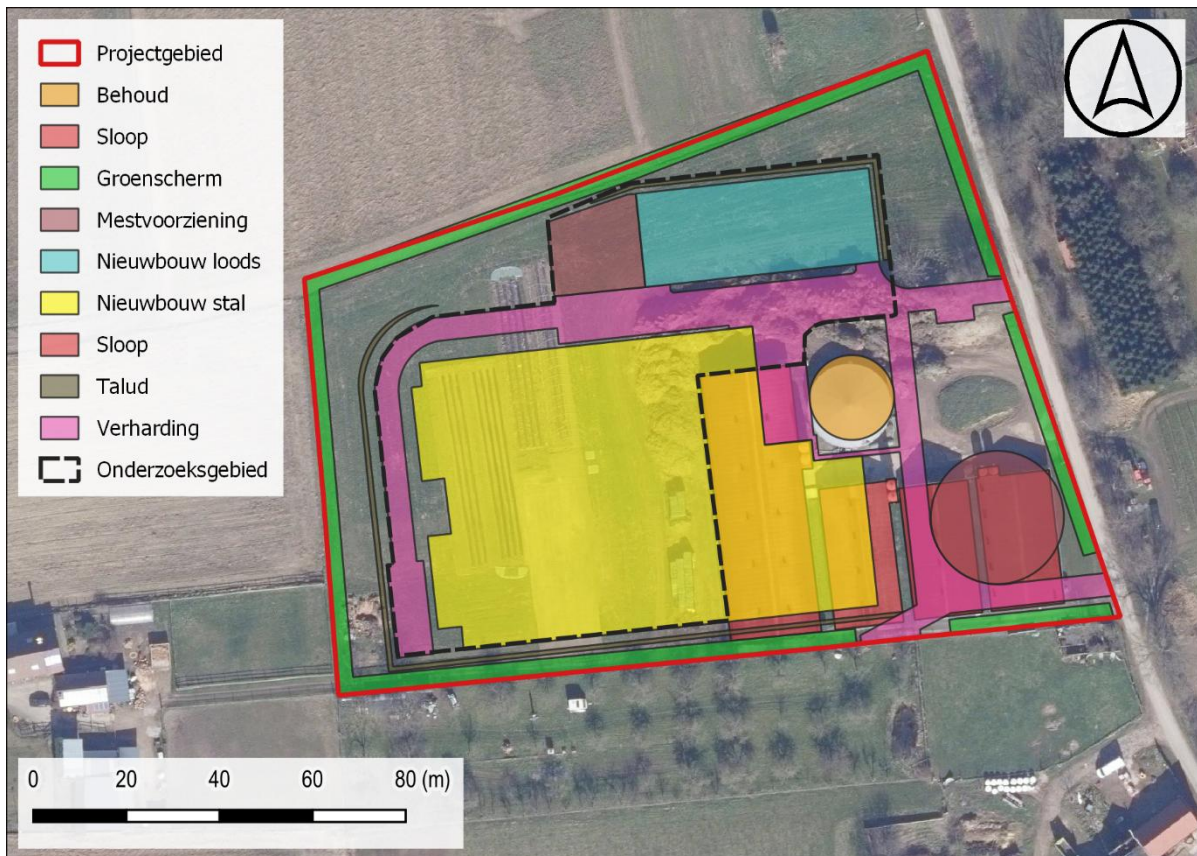 Projectgebied
Behoud
Sloop
Groenscherm
Mestvoorziening
Nieuwbouw loods
Nieuwbouw stal
Sloop
Talud
Verharding
Onderzoeksgebied
0 20 40 60 80 (m)